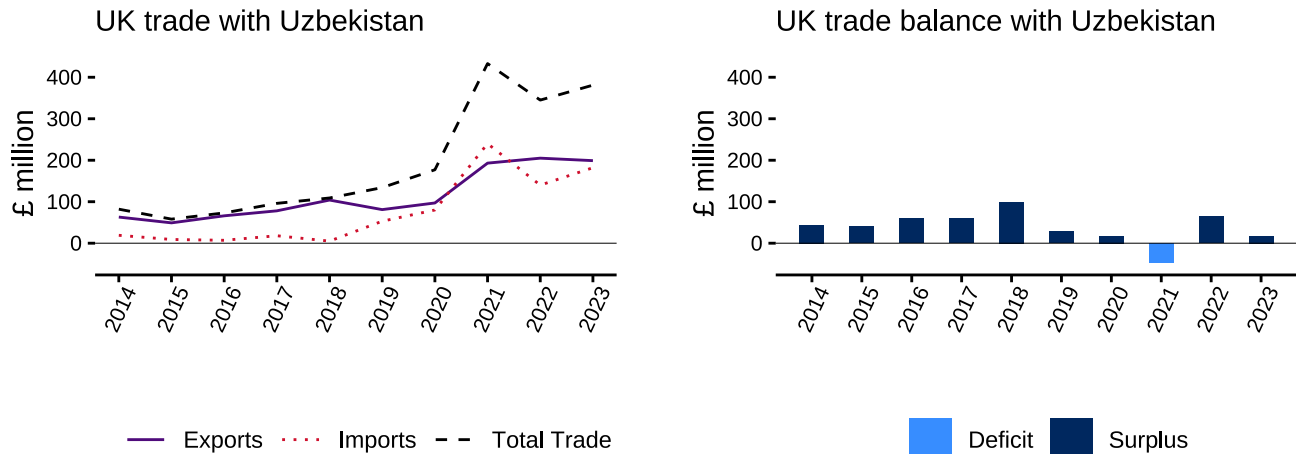 UK trade with Uzbekistan
£ million
400
300
200
100
0
2014 2015 2016 2017 2018 2019 2020 2021 2022 2023
Exports Imports Total Trade
UK trade balance with Uzbekistan
£ million
400
300
200
100
0
2014 2015 2016 2017 2018 2019 2020 2021 2022 2023
Deficit Surplus